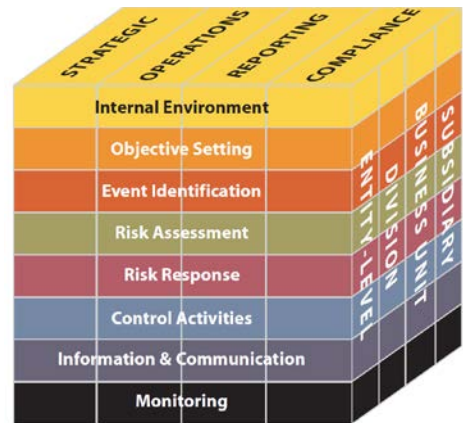 STRATEGIC
OPERATIONS
REPORTING
COMPLIANCE
Internal Environment
Objective Setting
Event Identification
Risk Assessment
Risk Response
Control Activities
Information & Communication
Monitoring
ENTITY-LEVEL
DIVISION
BUSINESS UNIT
SUBSIDIARY